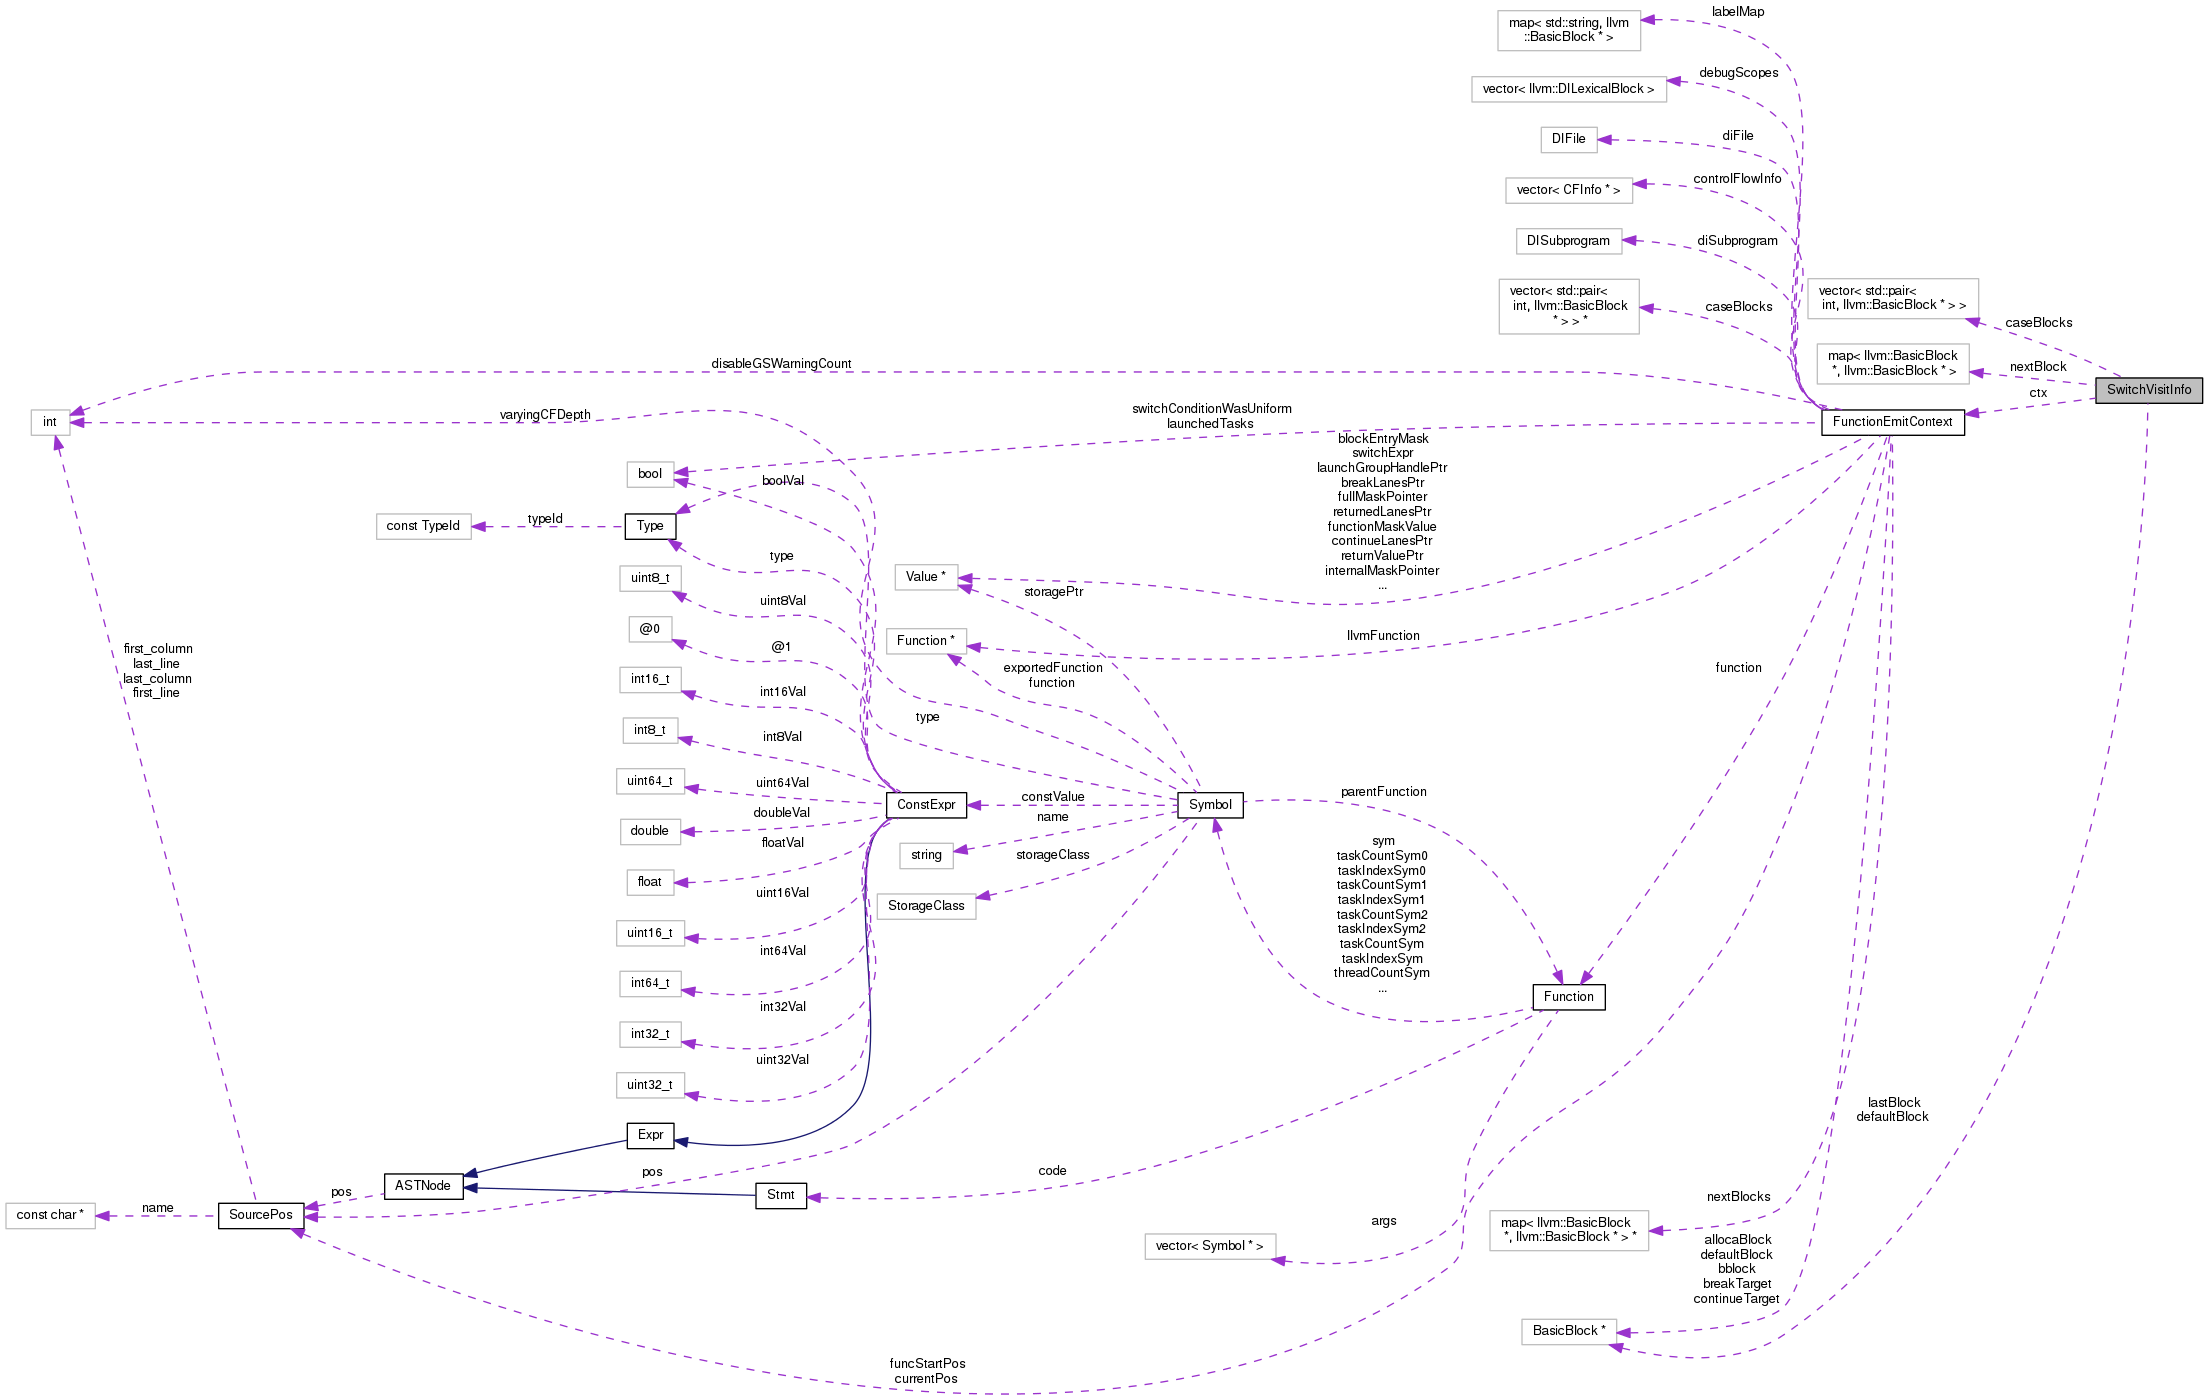 labelMap
map< std::string, llvm
::BasicBlock * >
debugScopes
vector< llvm::DILexicalBlock >
diFile
DIFile
controlFlowInfo
vector< CFInfo * >
diSubprogram
DISubprogram
vector< std::pair<
int, llvm::BasicBlock
* > > *
caseBlocks
vector< std::pair<
int, llvm::BasicBlock * > >
caseBlocks
map< llvm::BasicBlock
*, llvm::BasicBlock * >
nextBlock
SwitchVisitInfo
ctx
FunctionEmitContext
disableGSWarningCount
int
varyingCFDepth
switchConditionWasUniform
launchedTasks
bool
boolVal
const TypeId
typeId
Type
type
blockEntryMask
switchExpr
launchGroupHandlePtr
breakLanesPtr
fullMaskPointer
returnedLanesPtr
functionMaskValue
continueLanesPtr
returnValuePtr
internalMaskPointer
...
uint8_t
uint8Val
Value *
storagePtr
@0
@1
Function *
llvmFunction
exportedFunction
function
function
first_column
last_line
last_column
first_line
int16_t
int16Val
type
int8_t
int8Val
uint64_t
uint64Val
ConstExpr
constValue
Symbol
parentFunction
name
double
doubleVal
string
float
floatVal
storageClass
StorageClass
sym
taskCountSym0
taskIndexSym0
taskCountSym1
taskIndexSym1
taskCountSym2
taskIndexSym2
taskCountSym
taskIndexSym
threadCountSym
...
uint16Val
uint16_t
int64Val
int64_t
Function
int32Val
int32_t
uint32Val
uint32_t
lastBlock
defaultBlock
Expr
ASTNode
pos
pos
Stmt
code
const char *
name
SourcePos
nextBlocks
map< llvm::BasicBlock
*, llvm::BasicBlock * > *
args
vector< Symbol * >
allocaBlock
defaultBlock
bblock
breakTarget
continueTarget
BasicBlock *
funcStartPos
currentPos